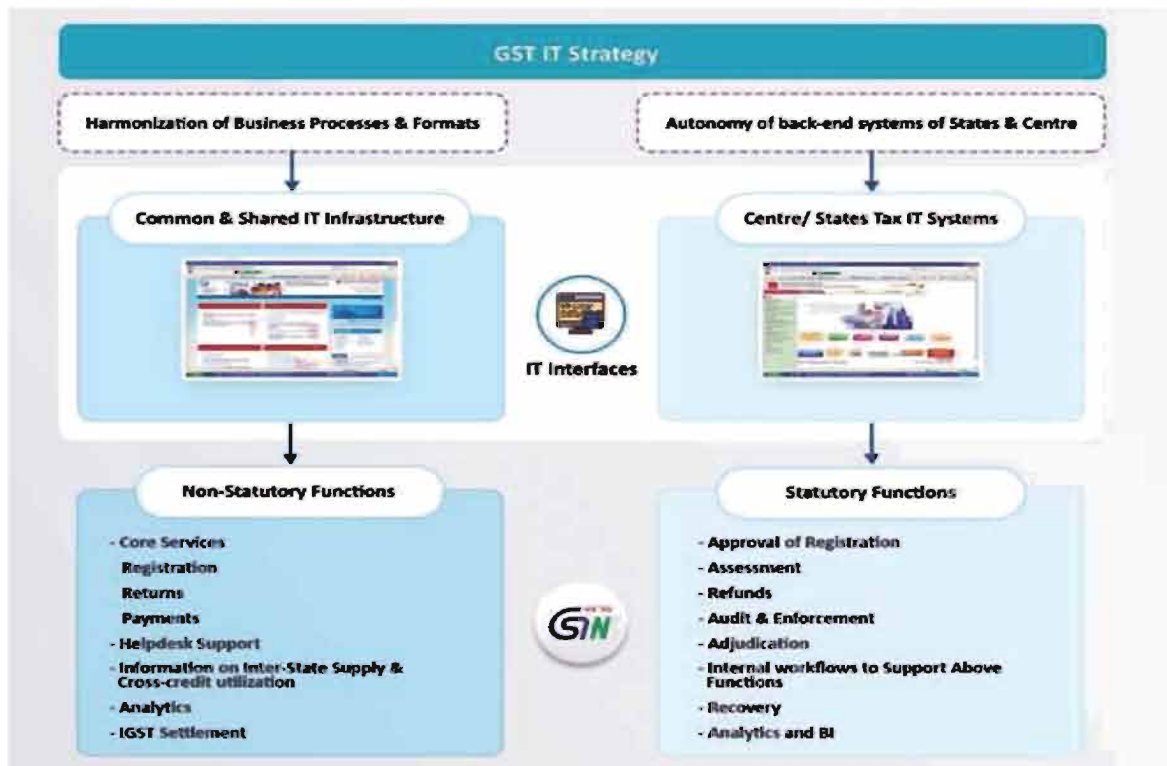 GST IT Strategy
Harmonization of Business Processes & Formats
Autonomy of back-end systems of States & Centre
Common & Shared IT Infrastructure
Centre/ States Tax IT Systems
IT Interfaces
Non-Statutory Functions
- Core Services
Registration
Returns
Payments
- Helpdesk Support
- Information on Inter-State Supply &
Cross-credit utilization
- Analytics
- IGST Settlement
GSTN
Statutory Functions
- Approval of Registration
- Assessment
- Refunds
- Audit & Enforcement
- Adjudication
- Internal workflows to Support Above
Functions
- Recovery
- Analytics and BI